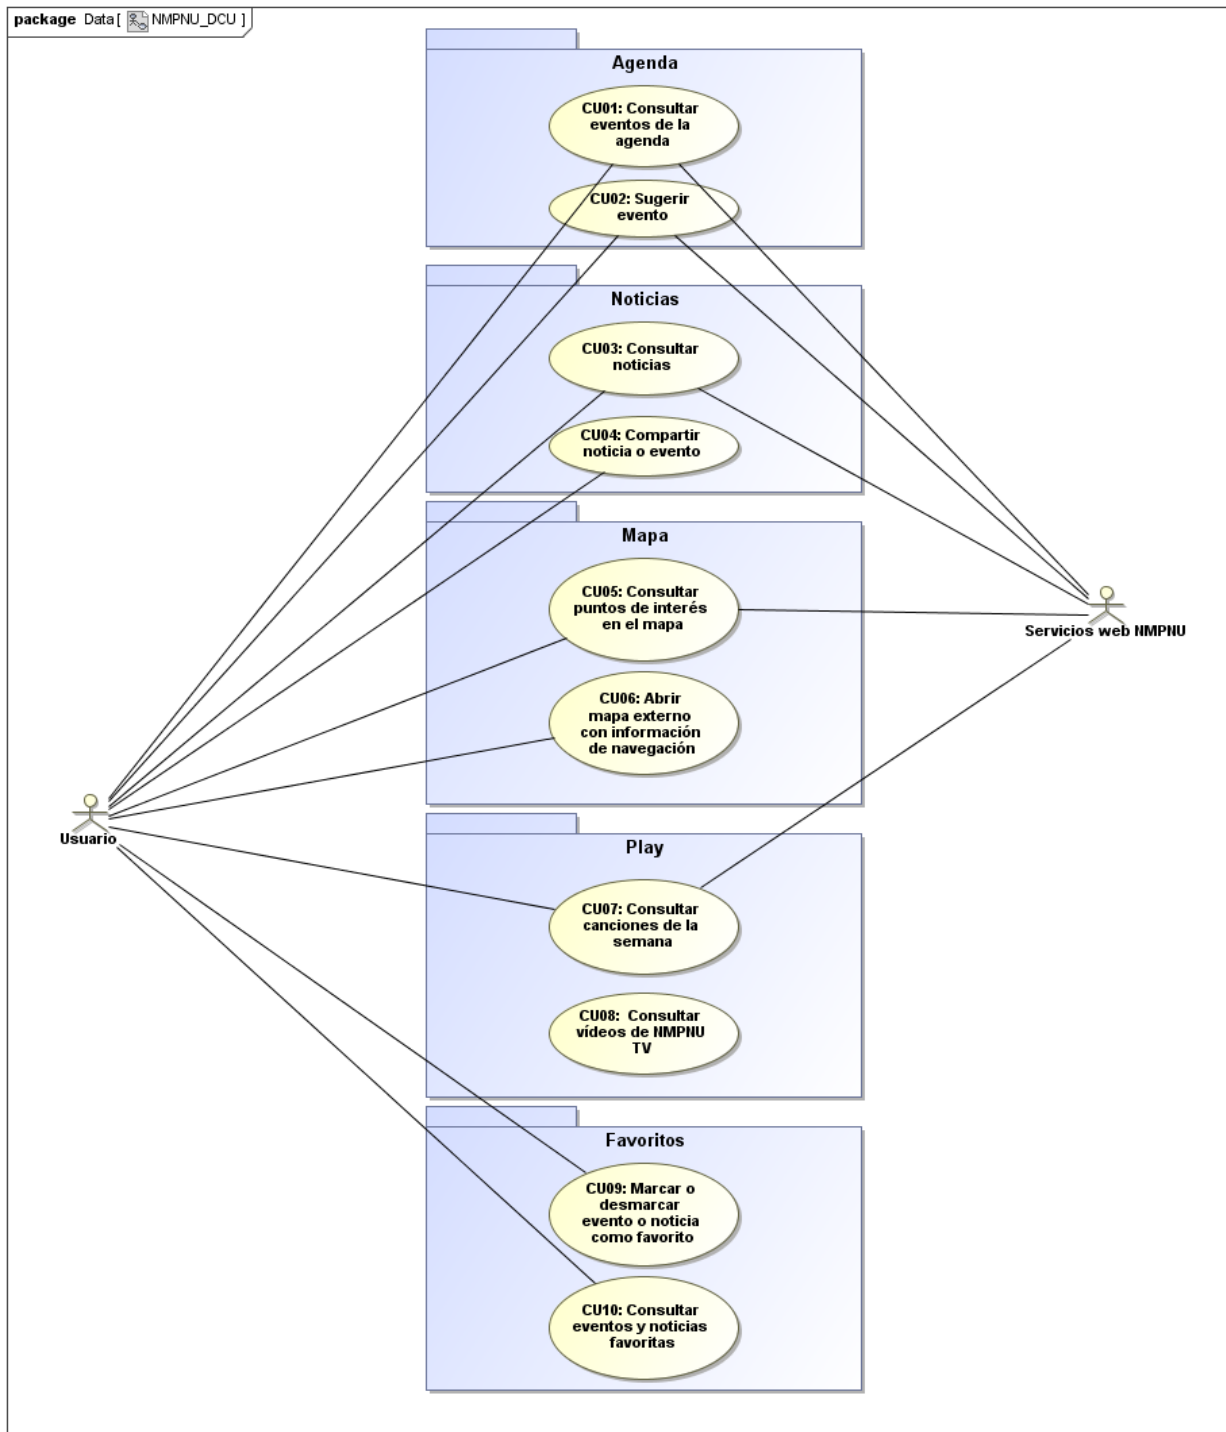 package Data [ NMPNU_DCU ]
Agenda
CU01: Consultar
eventos de la
agenda
CU02: Sugerir
evento
Noticias
CU03: Consultar
noticias
CU04: Compartir
noticia o evento
Mapa
CU05: Consultar
puntos de interés
en el mapa
Servicios web NMPNU
CU06: Abrir
mapa externo
con información
de navegación
Usuario
Play
CU07: Consultar
canciones de la
semana
CU08: Consultar
vídeos de NMPNU
TV
Favoritos
CU09: Marcar o
desmarcar
evento o noticia
como favorito
CU10: Consultar
eventos y noticias
favoritas